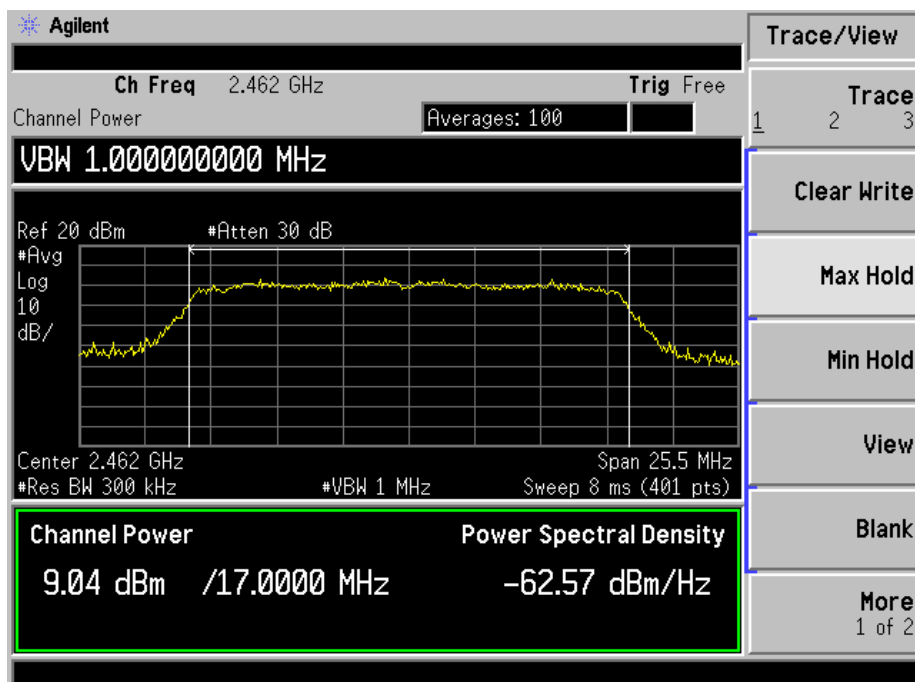 Agilent
Trace/View
Ch Freq 2.462 GHz Trig Free
Channel Power Averages: 100
VBW 1.000000000 MHz
Ref 20 dBm #Atten 30 dB
#Avg
Log
10
dB/
Center 2.462 GHz Span 25.5 MHz
#Res BW 300 kHz #VBW 1 MHz Sweep 8 ms (401 pts)
Channel Power Power Spectral Density
9.04 dBm /17.0000 MHz -62.57 dBm/Hz
Trace
1 2 3
Clear Write
Max Hold
Min Hold
View
Blank
More
1 of 2